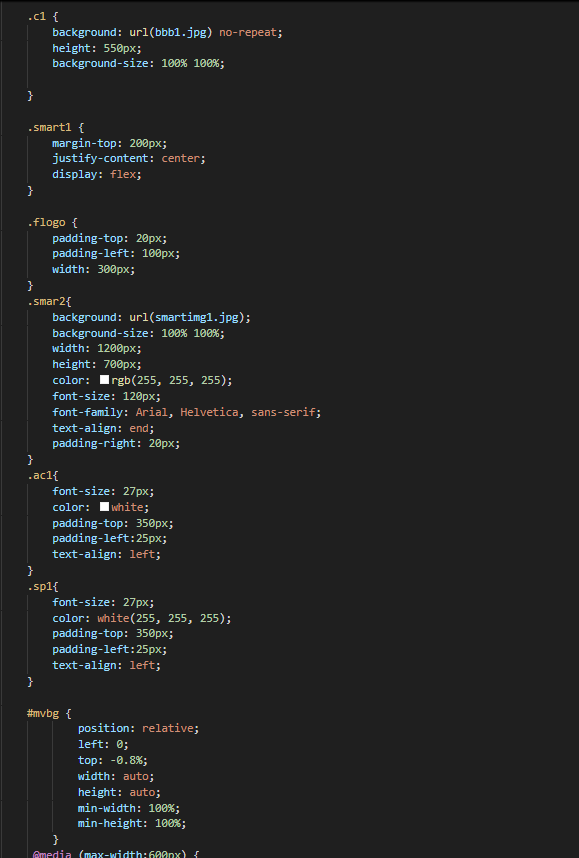 .c1 {
background: url(bbb1.jpg) no-repeat;
height: 550px;
background-size: 100% 100%;
}
.smart1 {
margin-top: 200px;
justify-content: center;
display: flex;
}
.flogo {
padding-top: 20px;
padding-left: 100px;
width: 300px;
}
.smar2{
background: url(smartimg1.jpg);
background-size: 100% 100%;
width: 1200px;
height: 700px;
color: rgb(255, 255, 255);
font-size: 120px;
font-family: Arial, Helvetica, sans-serif;
text-align: end;
padding-right: 20px;
}
.ac1{
font-size: 27px;
color: white;
padding-top: 350px;
padding-left:25px;
text-align: left;
}
.sp1{
font-size: 27px;
color: white(255, 255, 255);
padding-top: 350px;
padding-left:25px;
text-align: left;
}
#mvbg {
position: relative;
left: 0;
top: -0.8%;
width: auto;
height: auto;
min-width: 100%;
min-height: 100%;
}
@media (max-width:600px) {